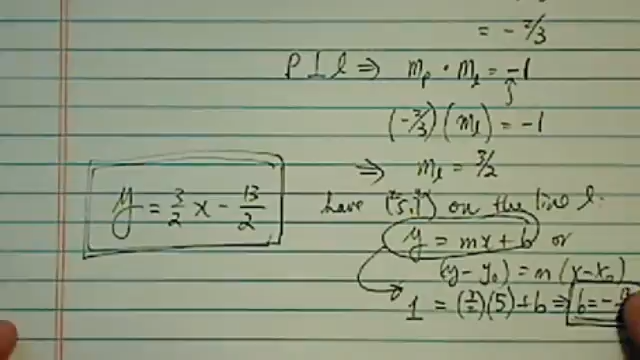 = - 2/3
P ⊥ l ⇒ m_p · m_l = -1
(-2/3) (m_l) = -1
⇒ m_l = 3/2
y = 3/2 x - 13/2
have (5,1) on the line l.
y = mx + b or
(y - y₀) = m (x - x₀)
1 = (3/2)(5) + b ⇒ b = -